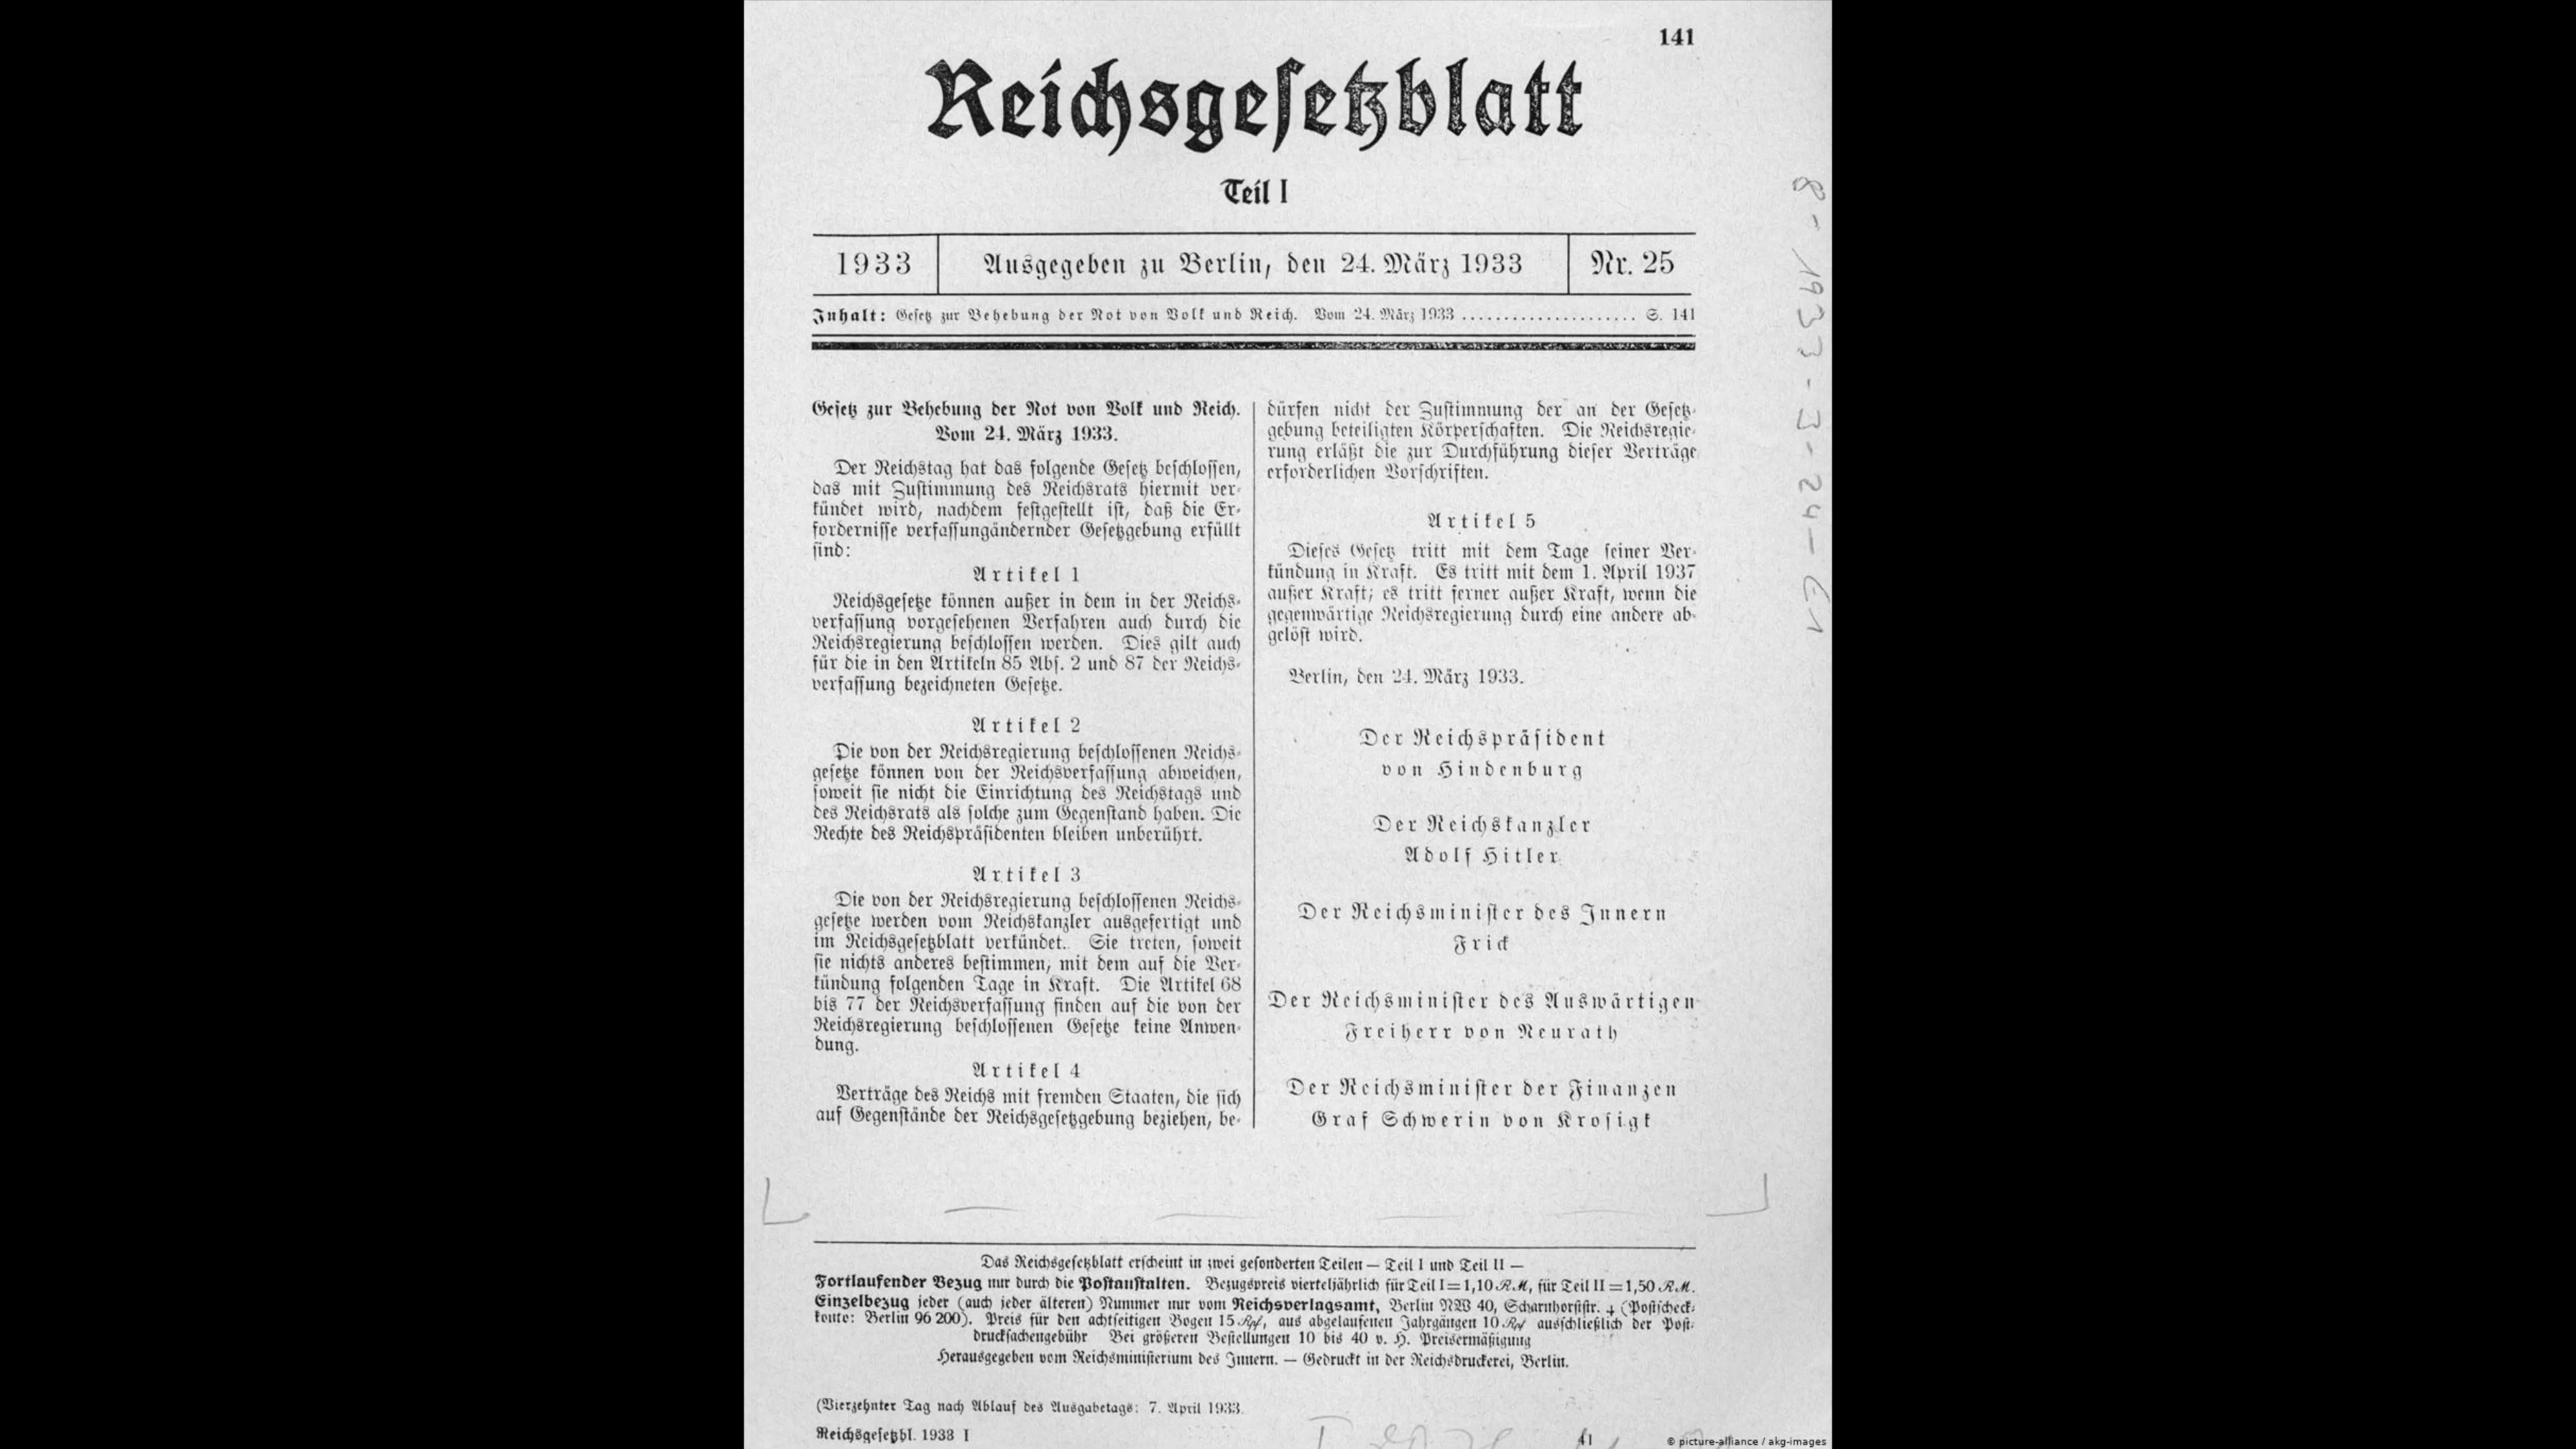 141
Reichsgesetzblatt
Teil I
1933 Ausgegeben zu Berlin, den 24. März 1933 Nr. 25
Inhalt: Gesetz zur Behebung der Not von Volk und Reich. Vom 24. März 1933 ..................... S. 141
Gesetz zur Behebung der Not von Volk und Reich.
Vom 24. März 1933.
Der Reichstag hat das folgende Gesetz beschlossen,
das mit Zustimmung des Reichsrats hiermit ver-
kündet wird, nachdem festgestellt ist, daß die Er-
fordernisse verfassungändernder Gesetzgebung erfüllt
sind:
Artikel 1
Reichsgesetze können außer in dem in der Reichs-
verfassung vorgesehenen Verfahren auch durch die
Reichsregierung beschlossen werden. Dies gilt auch
für die in den Artikeln 85 Abs. 2 und 87 der Reichs-
verfassung bezeichneten Gesetze.
Artikel 2
Die von der Reichsregierung beschlossenen Reichs-
gesetze können von der Reichsverfassung abweichen,
soweit sie nicht die Einrichtung des Reichstags und
des Reichsrats als solche zum Gegenstand haben. Die
Rechte des Reichspräsidenten bleiben unberührt.
Artikel 3
Die von der Reichsregierung beschlossenen Reichs-
gesetze werden vom Reichskanzler ausgefertigt und
im Reichsgesetzblatt verkündet. Sie treten, soweit
sie nichts anderes bestimmen, mit dem auf die Ver-
kündung folgenden Tage in Kraft. Die Artikel 68
bis 77 der Reichsverfassung finden auf die von der
Reichsregierung beschlossenen Gesetze keine Anwen-
dung.
Artikel 4
Verträge des Reichs mit fremden Staaten, die sich
auf Gegenstände der Reichsgesetzgebung beziehen, be-
dürfen nicht der Zustimmung der an der Gesetz-
gebung beteiligten Körperschaften. Die Reichsregie-
rung erläßt die zur Durchführung dieser Verträge
erforderlichen Vorschriften.
Artikel 5
Dieses Gesetz tritt mit dem Tage seiner Ver-
kündung in Kraft. Es tritt mit dem 1. April 1937
außer Kraft; es tritt ferner außer Kraft, wenn die
gegenwärtige Reichsregierung durch eine andere ab-
gelöst wird.
Berlin, den 24. März 1933.
Der Reichspräsident
von Hindenburg
Der Reichskanzler
Adolf Hitler
Der Reichsminister des Innern
Frick
Der Reichsminister des Auswärtigen
Freiherr von Neurath
Der Reichsminister der Finanzen
Graf Schwerin von Krosigk
Das Reichsgesetzblatt erscheint in zwei gesonderten Teilen — Teil I und Teil II —
Fortlaufender Bezug nur durch die Postanstalten. Bezugspreis vierteljährlich für Teil I = 1,10 RM, für Teil II = 1,50 RM.
Einzelbezug jeder (auch jeder älteren) Nummer nur vom Reichsverlagsamt, Berlin NW 40, Scharnhorststr. 4 (Postscheck-
konto: Berlin 96 200). Preis für den achtseitigen Bogen 15 Rpf, aus abgelaufenen Jahrgängen 10 Rpf ausschließlich der Post-
drucksachengebühr Bei größeren Bestellungen 10 bis 40 v. H. Preisermäßigung
Herausgegeben vom Reichsministerium des Innern. — Gedruckt in der Reichsdruckerei, Berlin.
(Vierzehnter Tag nach Ablauf des Ausgabetags: 7. April 1933.
Reichsgesetzbl. 1933 I 41
8 - 1933 - 3 - 24 - E1
© picture-alliance / akg-images